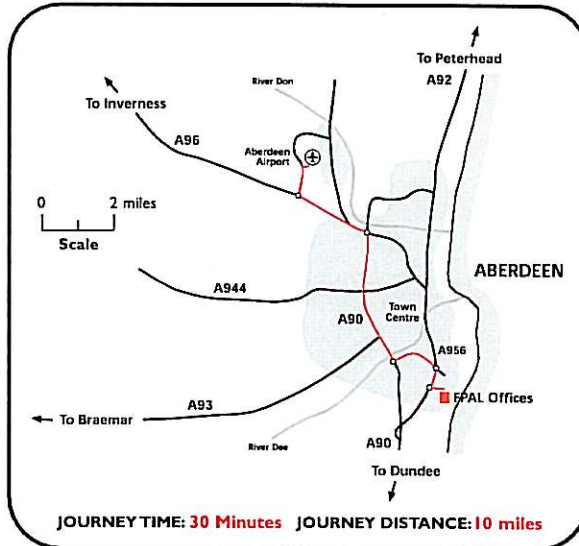 To Peterhead
A92
River Don
To Inverness
A96
Aberdeen
Airport
0 2 miles
Scale
ABERDEEN
A944
Town
Centre
A90
A956
FPAL Offices
A93
To Braemar
River Dee
A90
To Dundee
JOURNEY TIME: 30 Minutes JOURNEY DISTANCE: 10 miles